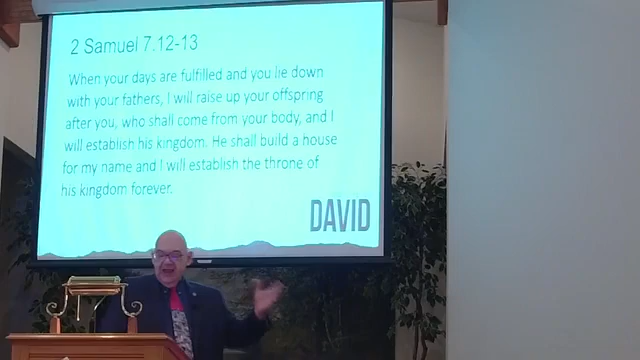 2 Samuel 7.12-13
When your days are fulfilled and you lie down
with your fathers, I will raise up your offspring
after you, who shall come from your body, and I
will establish his kingdom. He shall build a house
for my name and I will establish the throne of
his kingdom forever.
DAVID